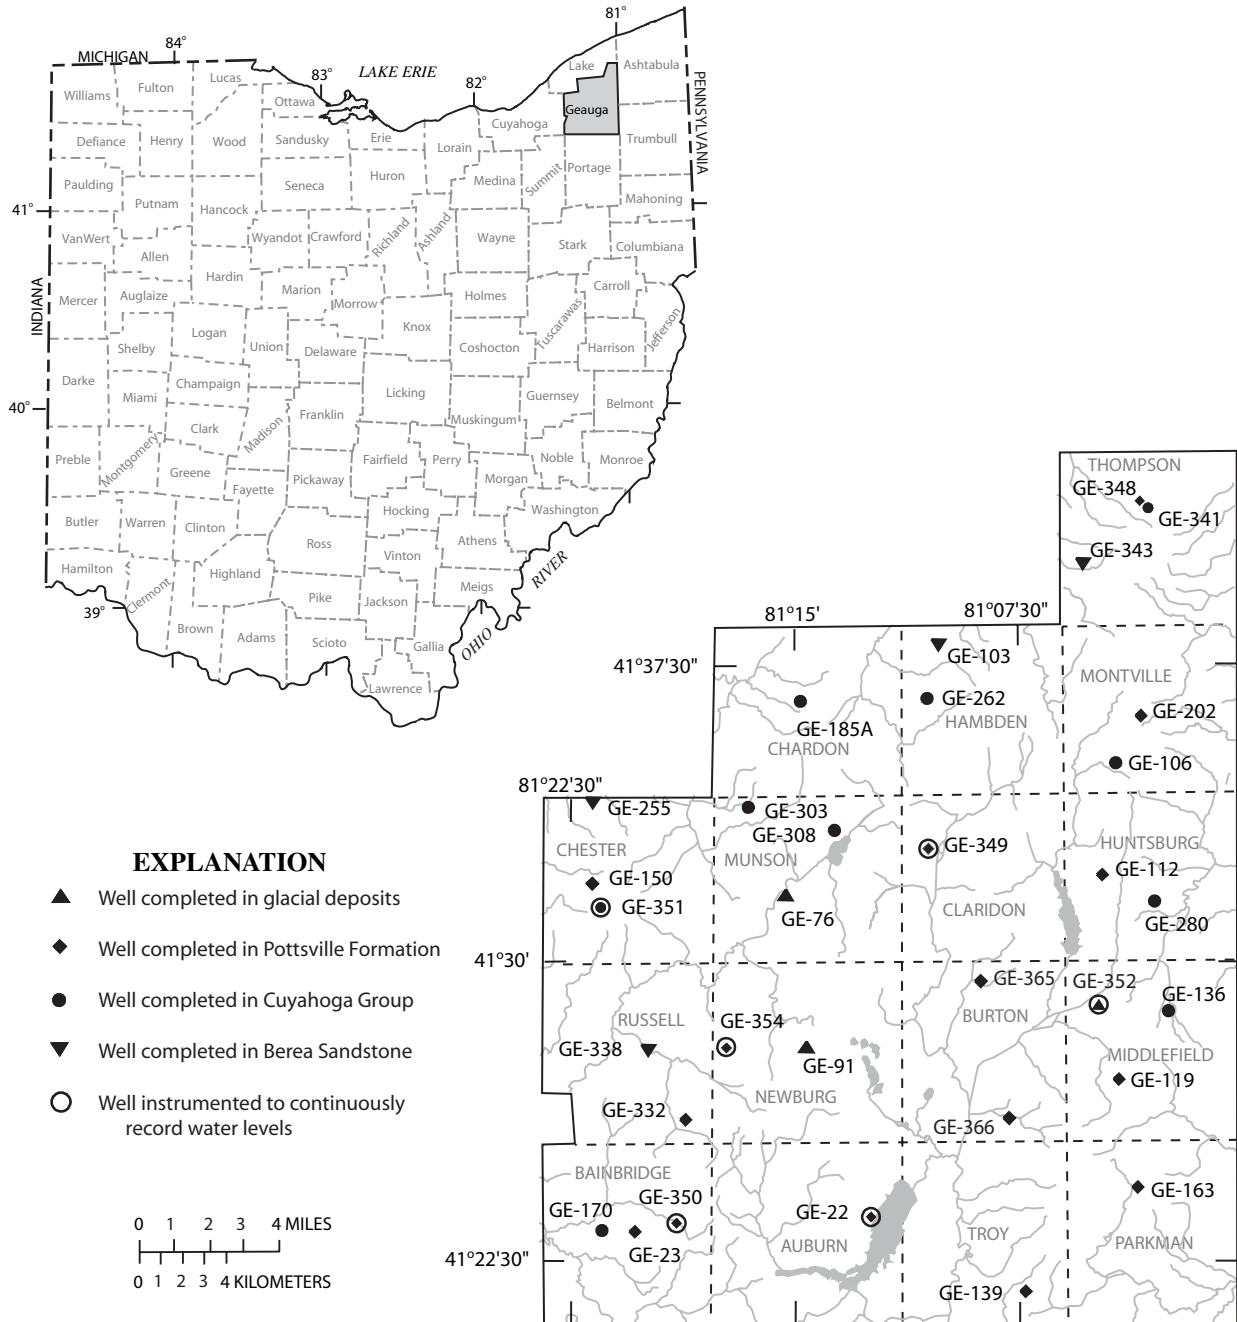 81°
84°
MICHIGAN
83°
LAKE ERIE
82°
Lake
Ashtabula
PENNSYLVANIA
Williams
Fulton
Lucas
Ottawa
Geauga
Cuyahoga
Defiance
Henry
Wood
Sandusky
Erie
Lorain
Trumbull
Paulding
Putnam
Hancock
Seneca
Huron
Medina
Summit
Portage
Mahoning
41°
VanWert
Allen
Wyandot
Crawford
Richland
Ashland
Wayne
Stark
Columbiana
INDIANA
Mercer
Auglaize
Hardin
Marion
Morrow
Holmes
Tuscarawas
Carroll
Jefferson
Logan
Shelby
Union
Delaware
Knox
Coshocton
Harrison
Darke
Miami
Champaign
Licking
Guernsey
Belmont
40°
Clark
Madison
Franklin
Muskingum
Preble
Montgomery
Greene
Fayette
Pickaway
Fairfield
Perry
Morgan
Noble
Monroe
Butler
Warren
Clinton
Ross
Hocking
Washington
Athens
Vinton
Hamilton
Clermont
Highland
Pike
Jackson
Meigs
39°
Brown
Adams
Scioto
Gallia
Lawrence
OHIO
RIVER
THOMPSON
GE-348
GE-341
GE-343
81°15'
81°07'30"
41°37'30"
GE-103
MONTVILLE
GE-262
GE-202
GE-185A
HAMBDEN
CHARDON
GE-106
81°22'30"
GE-255
GE-303
GE-308
GE-349
HUNTSBURG
CHESTER
MUNSON
GE-150
GE-112
GE-351
GE-76
CLARIDON
GE-280
41°30'
GE-365
GE-352
GE-136
RUSSELL
GE-354
BURTON
GE-338
GE-91
MIDDLEFIELD
GE-119
NEWBURG
GE-332
GE-366
BAINBRIDGE
GE-350
GE-163
GE-170
GE-22
GE-23
AUBURN
TROY
PARKMAN
41°22'30"
GE-139
EXPLANATION
Well completed in glacial deposits
Well completed in Pottsville Formation
Well completed in Cuyahoga Group
Well completed in Berea Sandstone
Well instrumented to continuously
record water levels
0 1 2 3 4 MILES
0 1 2 3 4 KILOMETERS